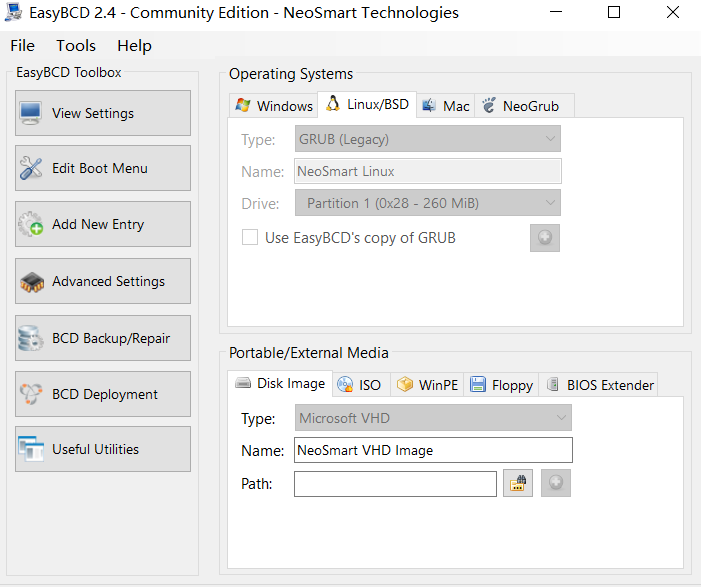 EasyBCD 2.4 - Community Edition - NeoSmart Technologies
File Tools Help
EasyBCD Toolbox
View Settings
Edit Boot Menu
Add New Entry
Advanced Settings
BCD Backup/Repair
BCD Deployment
Useful Utilities
Operating Systems
Windows Linux/BSD Mac NeoGrub
Type: GRUB (Legacy)
Name: NeoSmart Linux
Drive: Partition 1 (0x28 - 260 MiB)
Use EasyBCD's copy of GRUB
Portable/External Media
Disk Image ISO WinPE Floppy BIOS Extender
Type: Microsoft VHD
Name: NeoSmart VHD Image
Path: